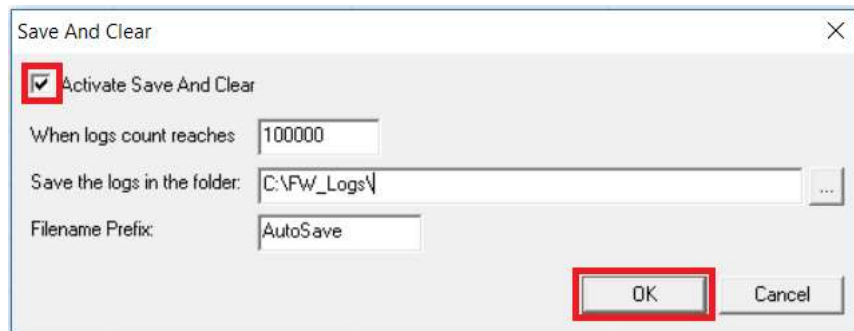 Save And Clear
Activate Save And Clear
When logs count reaches 100000
Save the logs in the folder: C:\FW_Logs\
...
Filename Prefix: AutoSave
OK Cancel